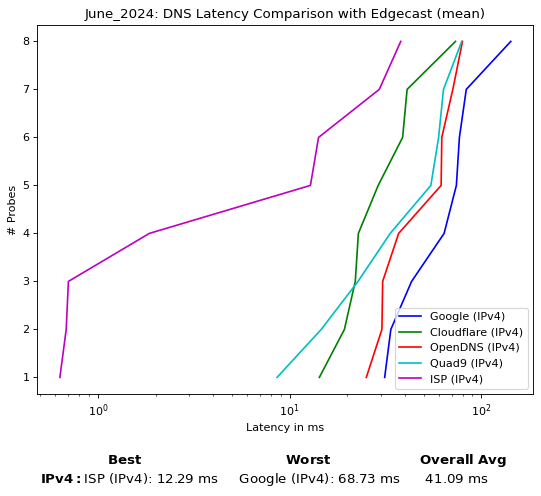 June_2024: DNS Latency Comparison with Edgecast (mean)
8
7
6
5
4
3
2
1
# Probes
Google (IPv4)
Cloudflare (IPv4)
OpenDNS (IPv4)
Quad9 (IPv4)
ISP (IPv4)
10⁰ 10¹ 10²
Latency in ms
Best Worst Overall Avg
IPv4: ISP (IPv4): 12.29 ms Google (IPv4): 68.73 ms 41.09 ms